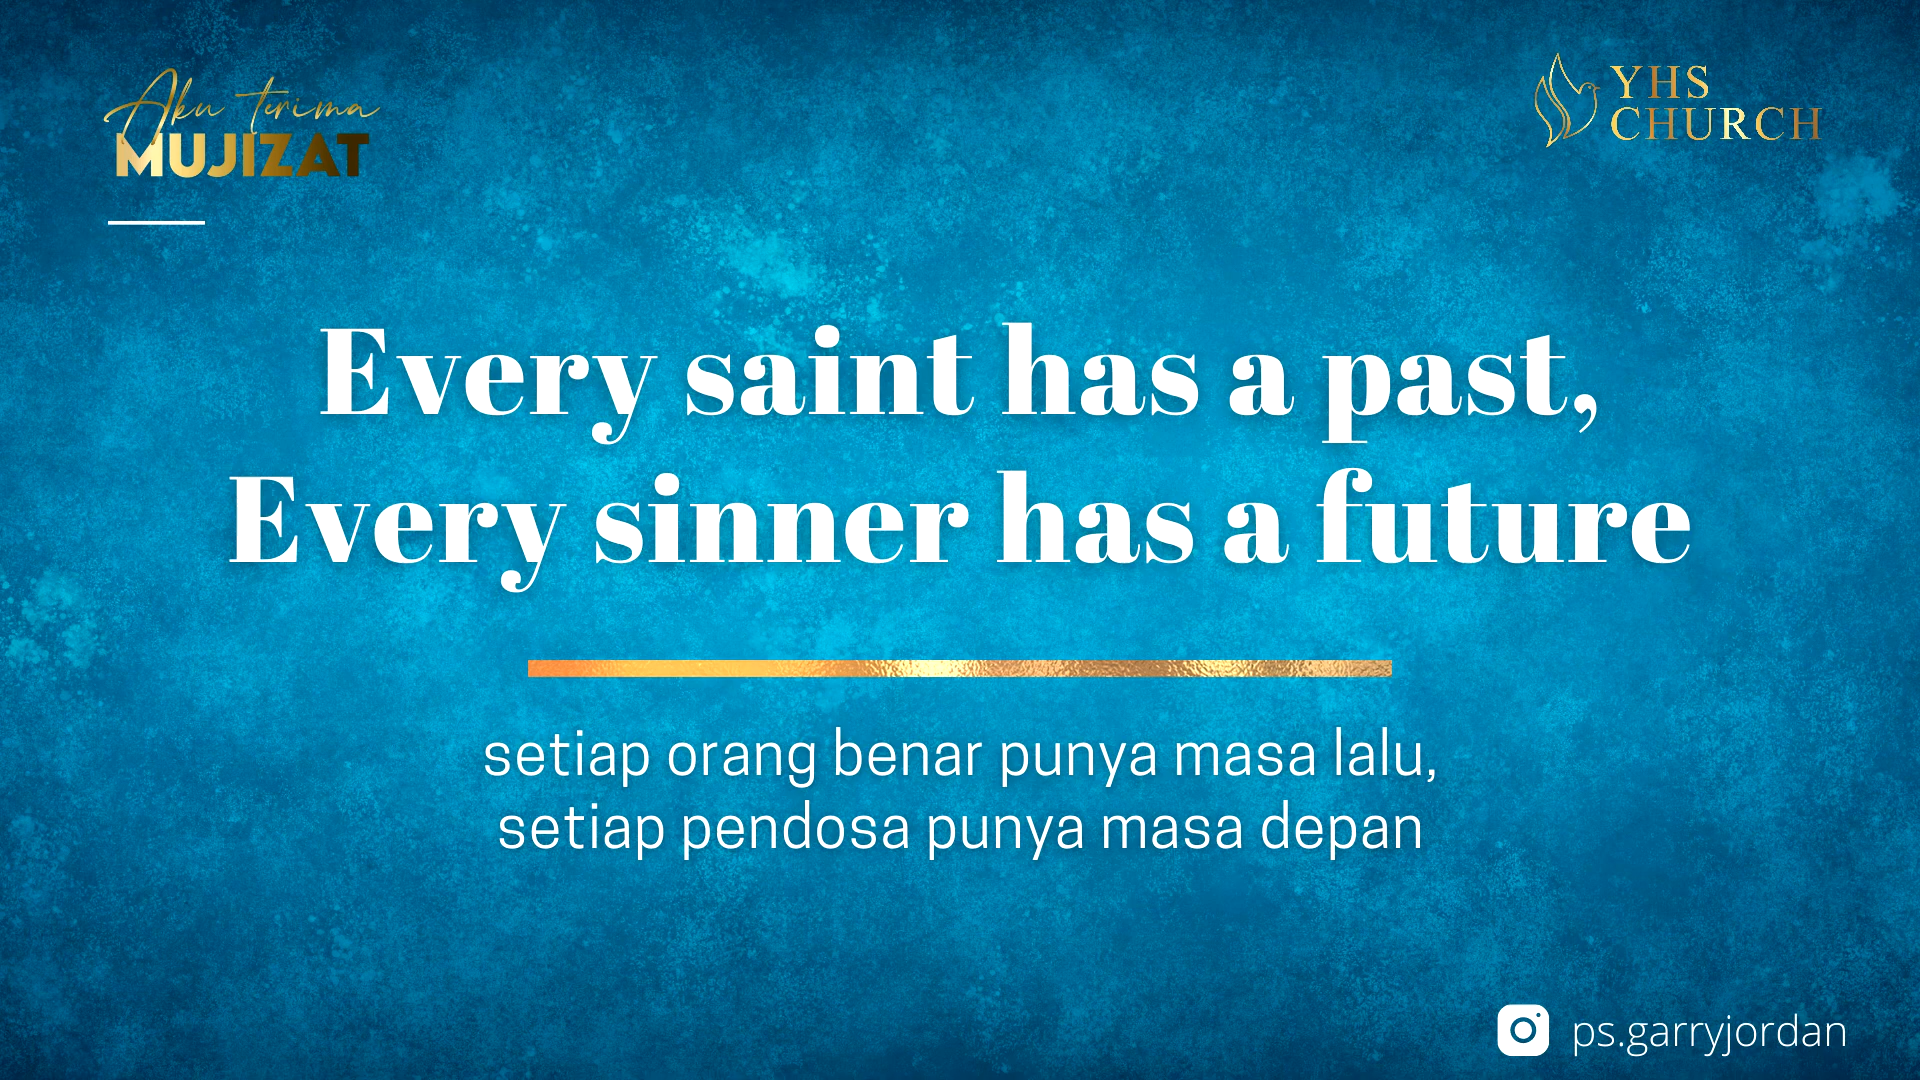 Aku terima
MUJIZAT
YHS
CHURCH
Every saint has a past,
Every sinner has a future
setiap orang benar punya masa lalu,
setiap pendosa punya masa depan
ps.garryjordan